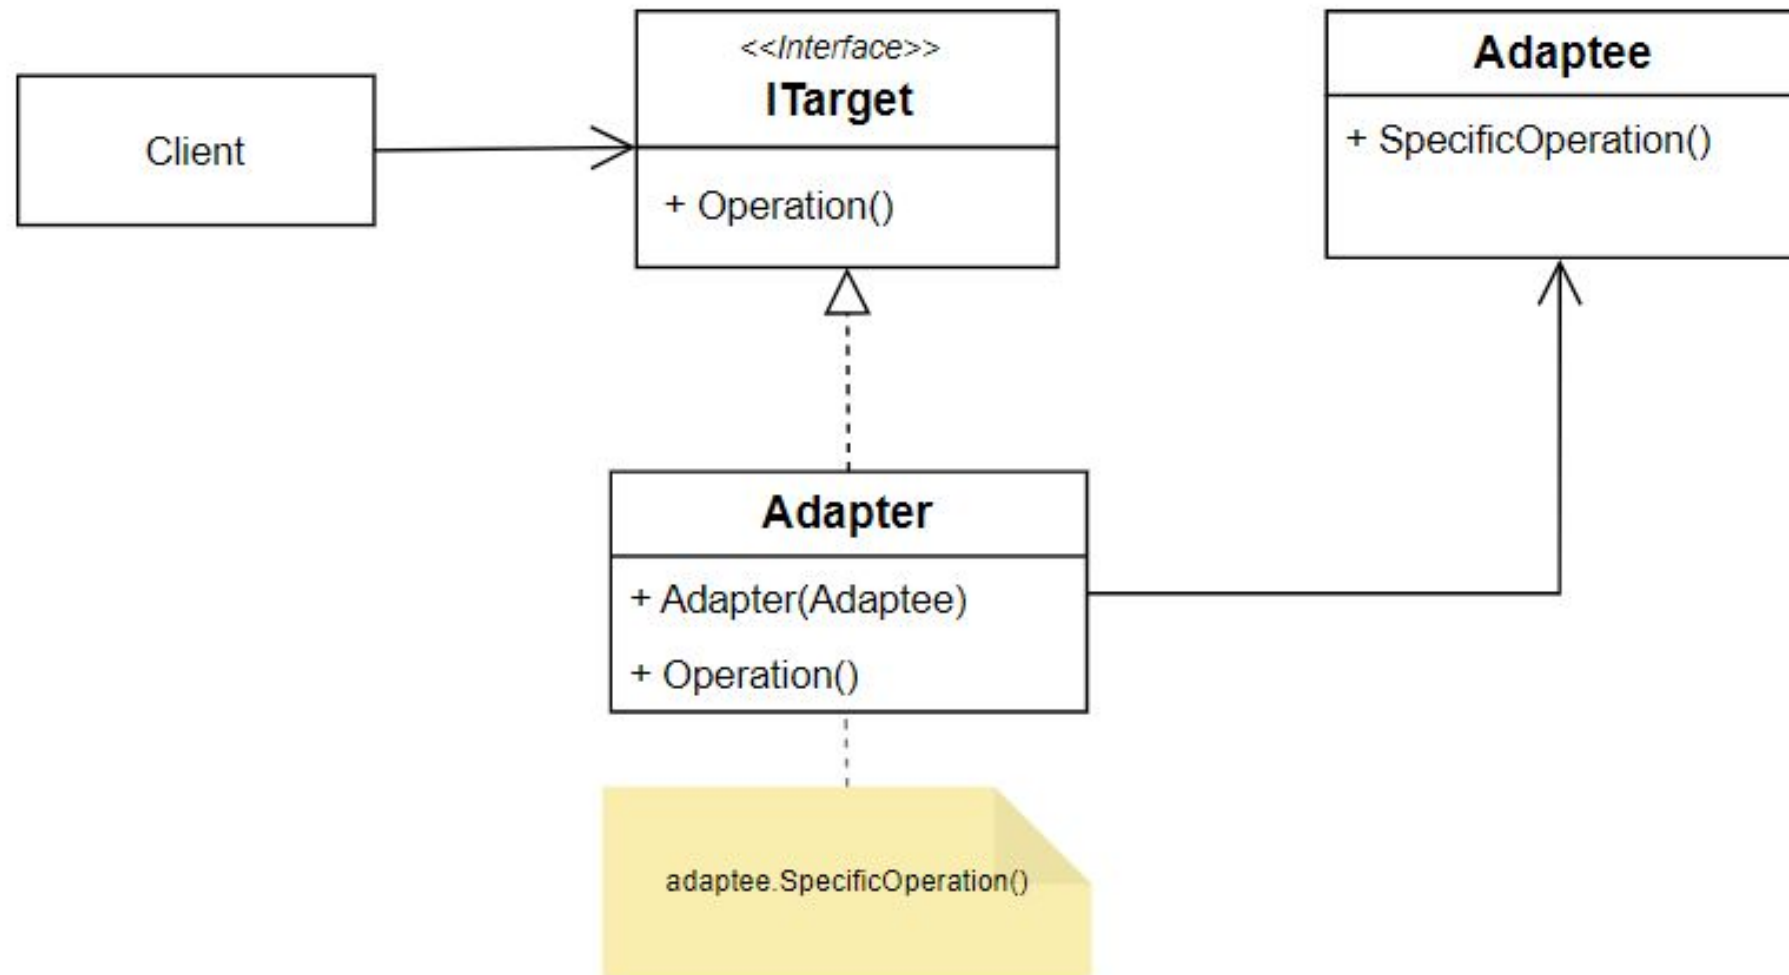 Client
<<Interface>>
ITarget
+ Operation()
Adaptee
+ SpecificOperation()
Adapter
+ Adapter(Adaptee)
+ Operation()
adaptee.SpecificOperation()